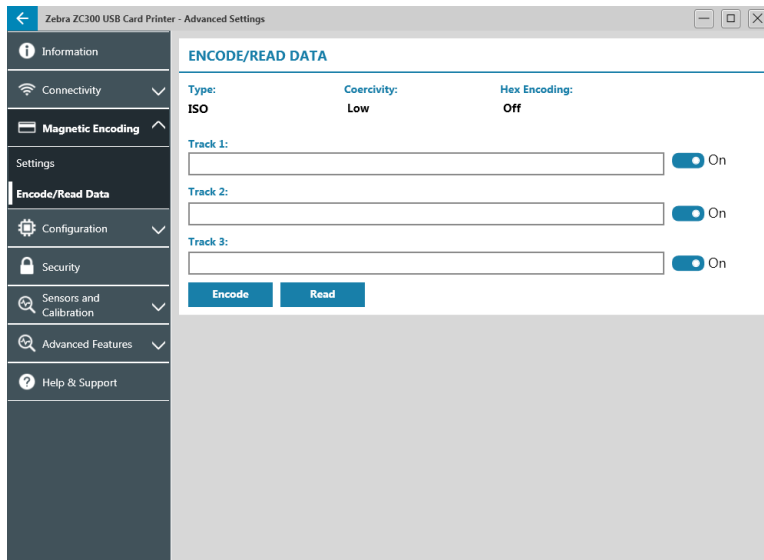 Zebra ZC300 USB Card Printer - Advanced Settings
Information
Connectivity
Magnetic Encoding
Settings
Encode/Read Data
Configuration
Security
Sensors and
Calibration
Advanced Features
Help & Support
ENCODE/READ DATA
Type: Coercivity: Hex Encoding:
ISO Low Off
Track 1:
On
Track 2:
On
Track 3:
On
Encode Read